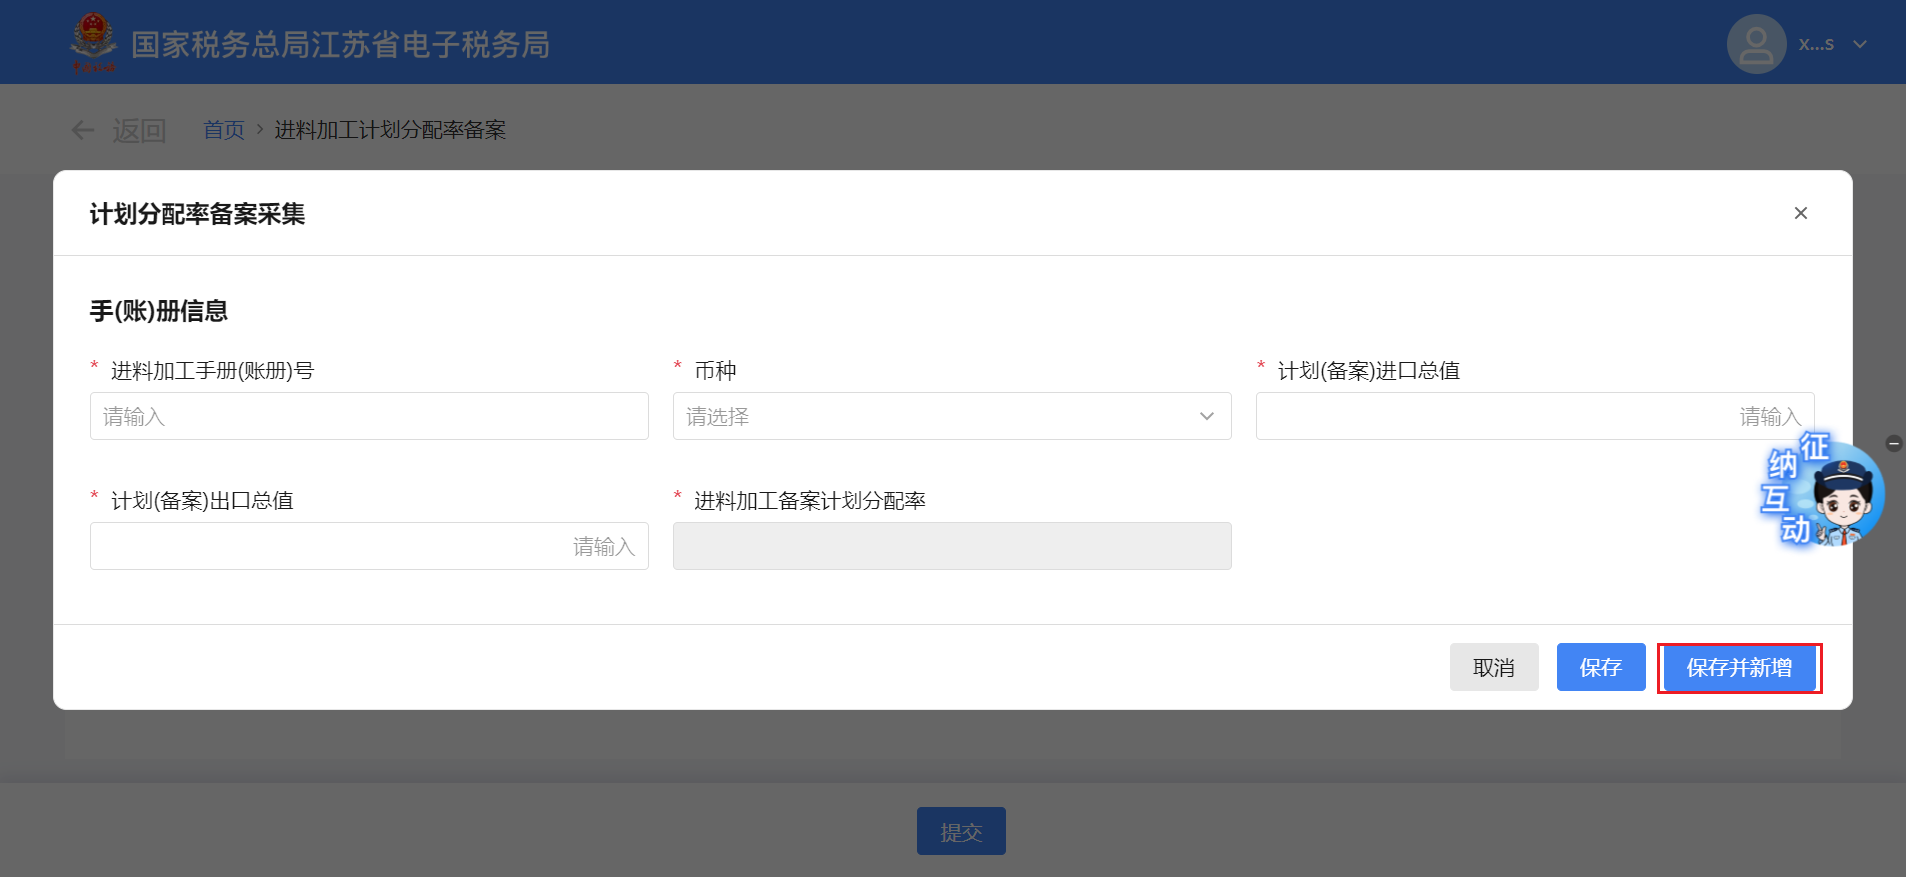 国家税务总局江苏省电子税务局
x...s
返回 首页 > 进料加工计划分配率备案
计划分配率备案采集
手(账)册信息
* 进料加工手册(账册)号
请输入
* 币种
请选择
* 计划(备案)进口总值
请输入
* 计划(备案)出口总值
请输入
* 进料加工备案计划分配率
征纳互动
取消
保存
保存并新增
提交